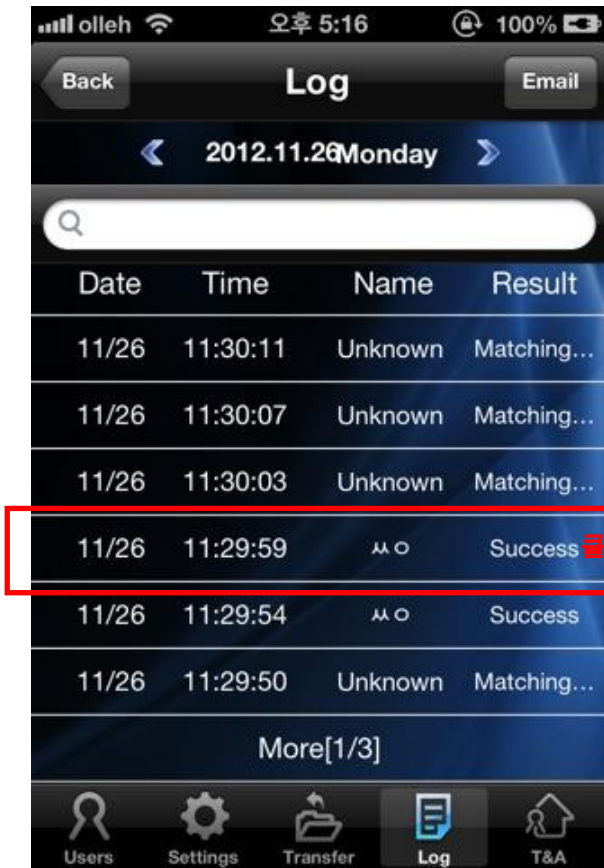 olleh 오후 5:16 100%
Back Log Email
2012.11.26Monday
Date Time Name Result
11/26 11:30:11 Unknown Matching...
11/26 11:30:07 Unknown Matching...
11/26 11:30:03 Unknown Matching...
11/26 11:29:59 ㅆㅇ Success
11/26 11:29:54 ㅆㅇ Success
11/26 11:29:50 Unknown Matching...
More[1/3]
Users Settings Transfer Log T&A